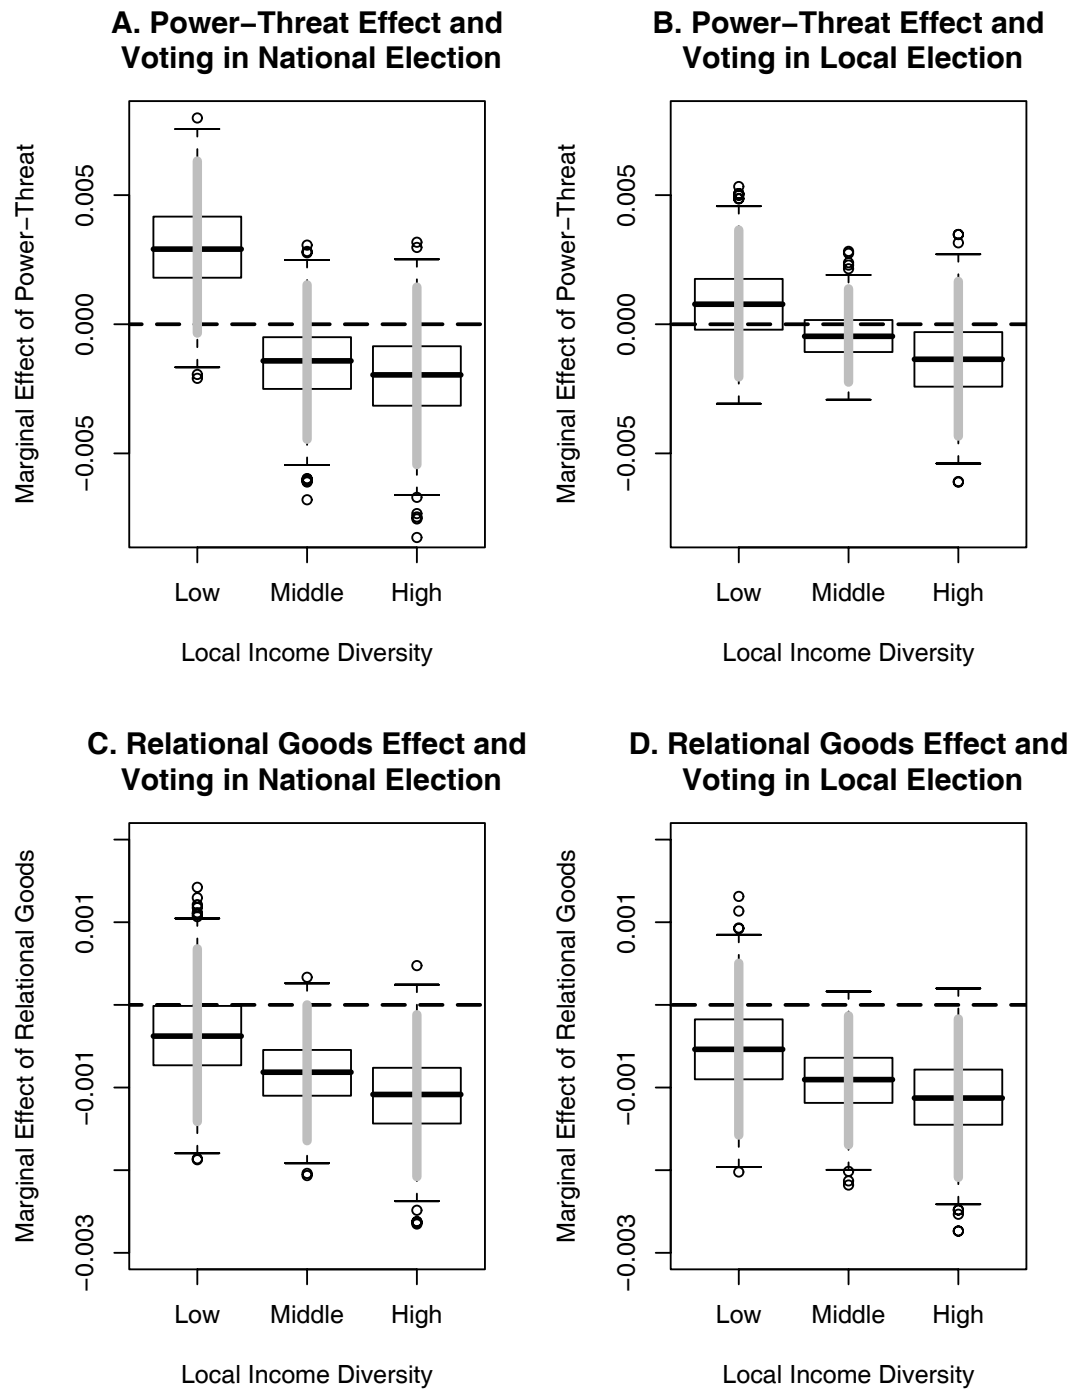 A. Power−Threat Effect and
Voting in National Election
Marginal Effect of Power−Threat
0.005
0.000
−0.005
Low Middle High
Local Income Diversity
B. Power−Threat Effect and
Voting in Local Election
Marginal Effect of Power−Threat
0.005
0.000
−0.005
Low Middle High
Local Income Diversity
C. Relational Goods Effect and
Voting in National Election
Marginal Effect of Relational Goods
0.001
−0.001
−0.003
Low Middle High
Local Income Diversity
D. Relational Goods Effect and
Voting in Local Election
Marginal Effect of Relational Goods
0.001
−0.001
−0.003
Low Middle High
Local Income Diversity